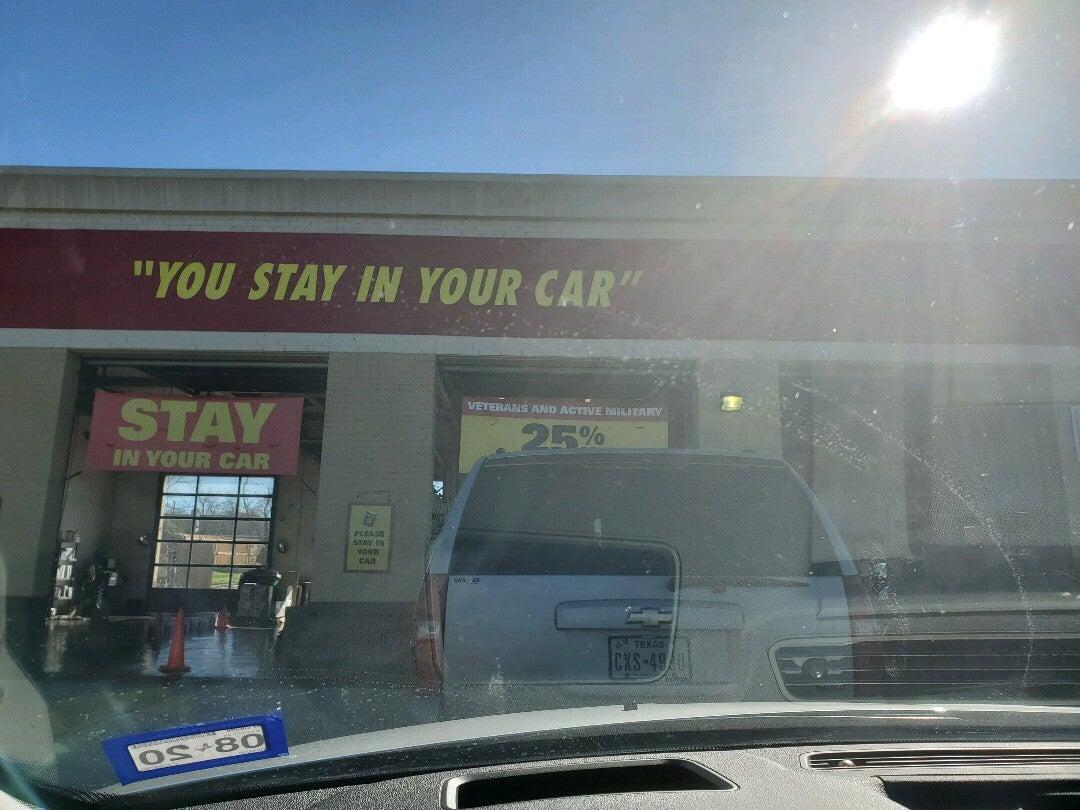 "YOU STAY IN YOUR CAR"
STAY
IN YOUR CAR
VETERANS AND ACTIVE MILITARY
25%
PLEASE
STAY IN
YOUR
CAR
TEXAS
08 20